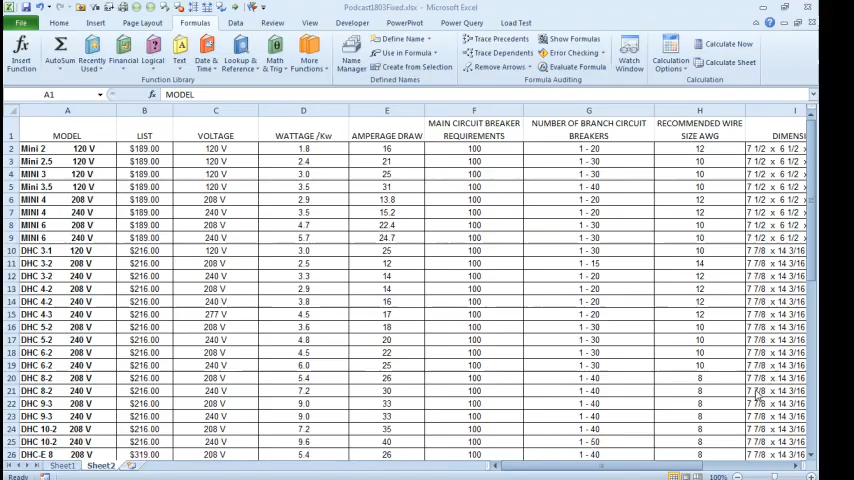 Podcast1803Fixed.xlsx - Microsoft Excel
File Home Insert Page Layout Formulas Data Review View Developer PowerPivot Power Query Load Test
Insert Function AutoSum Recently Used Financial Logical Text Date & Time Lookup & Reference Math & Trig More Functions
Function Library
Name Manager Define Name Use in Formula Create from Selection
Defined Names
Trace Precedents Trace Dependents Remove Arrows Show Formulas Error Checking Evaluate Formula Watch Window
Formula Auditing
Calculation Options Calculate Now Calculate Sheet
Calculation
A1 fx MODEL
A B C D E F G H I
1 MODEL LIST VOLTAGE WATTAGE /Kw AMPERAGE DRAW MAIN CIRCUIT BREAKER REQUIREMENTS NUMBER OF BRANCH CIRCUIT BREAKERS RECOMMENDED WIRE SIZE AWG DIMENSI
2 Mini 2 120 V $189.00 120 V 1.8 16 100 1 - 20 12 7 1/2 x 6 1/2 x
3 Mini 2.5 120 V $189.00 120 V 2.4 21 100 1 - 30 10 7 1/2 x 6 1/2 x
4 MINI 3 120 V $189.00 120 V 3.0 25 100 1 - 30 10 7 1/2 x 6 1/2 x
5 Mini 3.5 120 V $189.00 120 V 3.5 31 100 1 - 40 10 7 1/2 x 6 1/2 x
6 MINI 4 208 V $189.00 208 V 2.9 13.8 100 1 - 20 12 7 1/2 x 6 1/2 x
7 MINI 4 240 V $189.00 240 V 3.5 15.2 100 1 - 20 12 7 1/2 x 6 1/2 x
8 MINI 6 208 V $189.00 208 V 4.7 22.4 100 1 - 30 10 7 1/2 x 6 1/2 x
9 MINI 6 240 V $189.00 240 V 5.7 24.7 100 1 - 30 10 7 1/2 x 6 1/2 x
10 DHC 3-1 120 V $216.00 120 V 3.0 25 100 1 - 30 10 7 7/8 x 14 3/16
11 DHC 3-2 208 V $216.00 208 V 2.5 12 100 1 - 15 14 7 7/8 x 14 3/16
12 DHC 3-2 240 V $216.00 240 V 3.3 14 100 1 - 20 12 7 7/8 x 14 3/16
13 DHC 4-2 208 V $216.00 208 V 2.9 14 100 1 - 20 12 7 7/8 x 14 3/16
14 DHC 4-2 240 V $216.00 240 V 3.8 16 100 1 - 20 12 7 7/8 x 14 3/16
15 DHC 4-3 240 V $216.00 277 V 4.5 17 100 1 - 20 12 7 7/8 x 14 3/16
16 DHC 5-2 208 V $216.00 208 V 3.6 18 100 1 - 30 10 7 7/8 x 14 3/16
17 DHC 5-2 240 V $216.00 240 V 4.8 20 100 1 - 30 10 7 7/8 x 14 3/16
18 DHC 6-2 208 V $216.00 208 V 4.5 22 100 1 - 30 10 7 7/8 x 14 3/16
19 DHC 6-2 240 V $216.00 240 V 6.0 25 100 1 - 30 10 7 7/8 x 14 3/16
20 DHC 8-2 208 V $216.00 208 V 5.4 26 100 1 - 40 8 7 7/8 x 14 3/16
21 DHC 8-2 240 V $216.00 240 V 7.2 30 100 1 - 40 8 7 7/8 x 14 3/16
22 DHC 9-3 208 V $216.00 208 V 9.0 33 100 1 - 40 8 7 7/8 x 14 3/16
23 DHC 9-3 240 V $216.00 240 V 9.0 33 100 1 - 40 8 7 7/8 x 14 3/16
24 DHC 10-2 208 V $216.00 208 V 7.2 35 100 1 - 40 8 7 7/8 x 14 3/16
25 DHC 10-2 240 V $216.00 240 V 9.6 40 100 1 - 50 8 7 7/8 x 14 3/16
26 DHC-E 8 208 V $319.00 208 V 5.4 26 100 1 - 40 8 7 7/8 x 14 3/16
Sheet1 Sheet2
Ready 100%